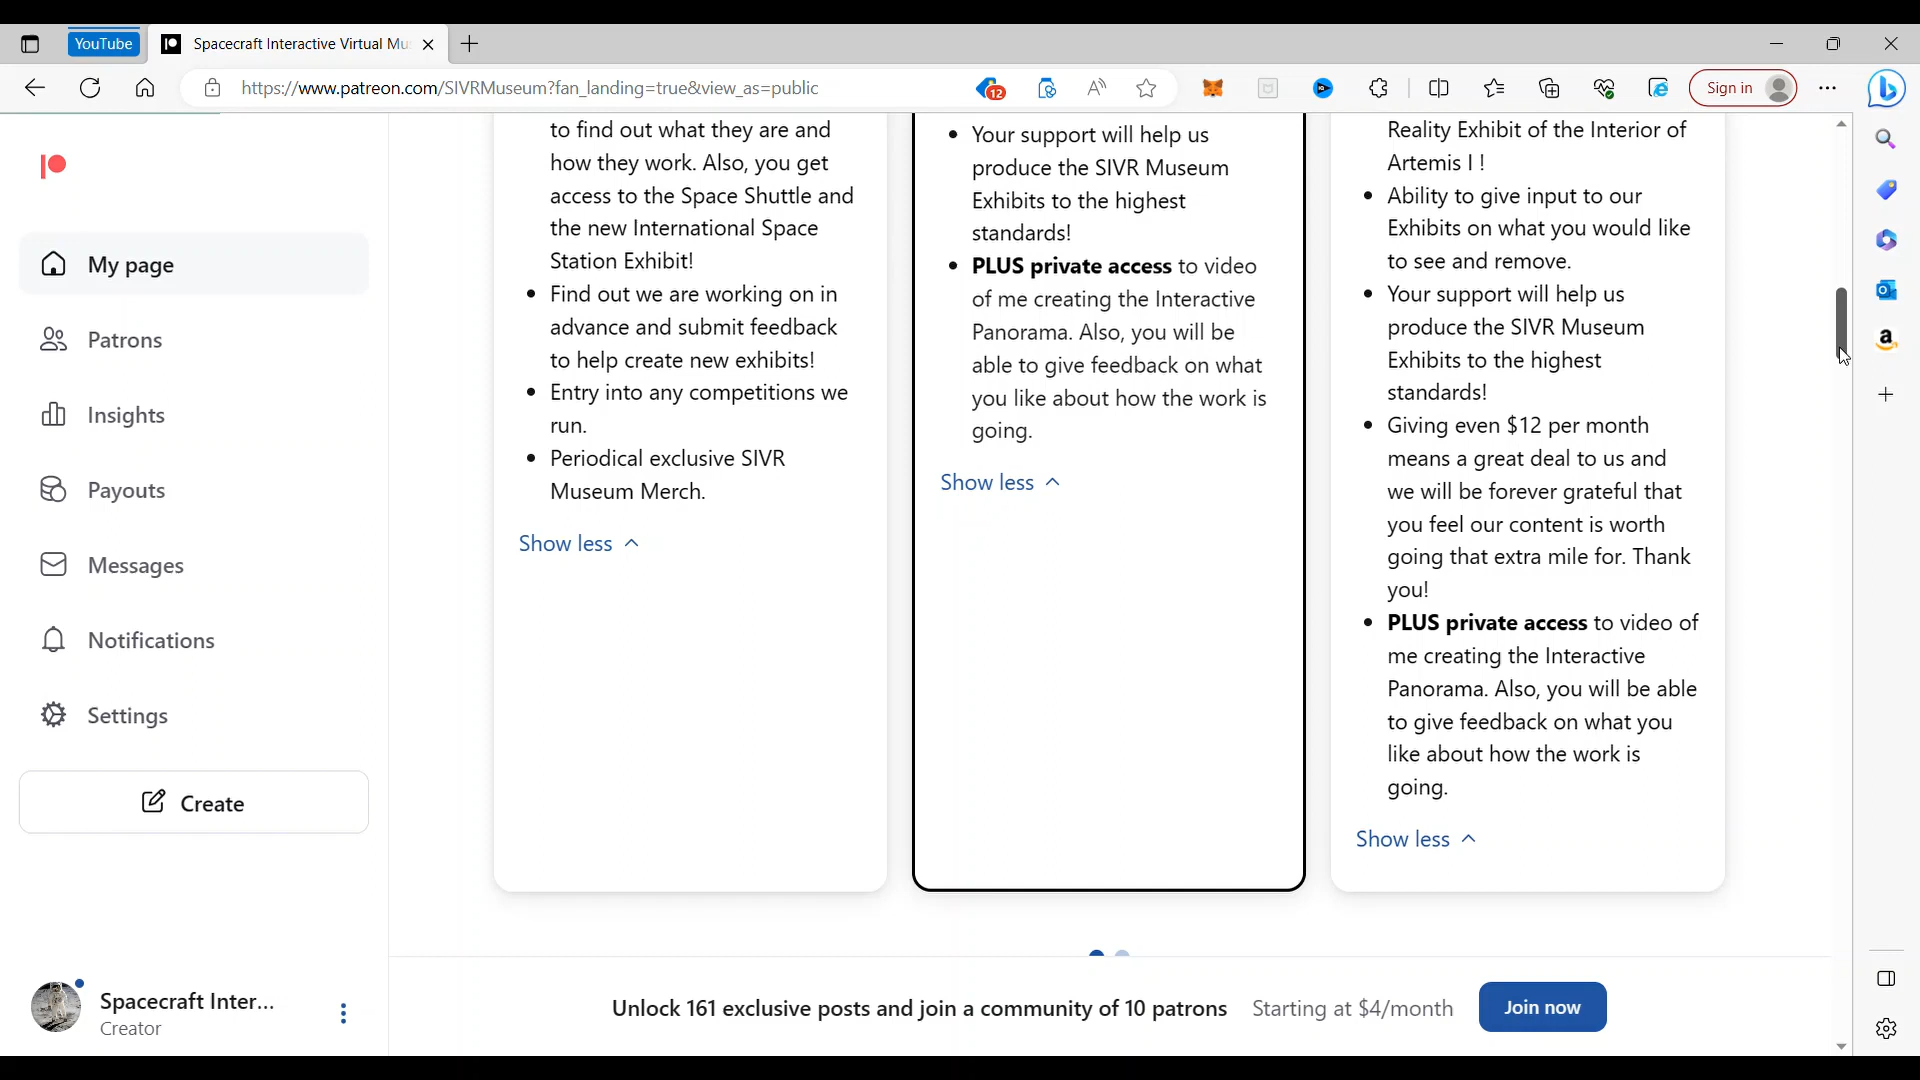 YouTube
Spacecraft Interactive Virtual Mu
https://www.patreon.com/SIVRMuseum?fan_landing=true&view_as=public
12
Sign in
My page
Patrons
Insights
Payouts
Messages
Notifications
Settings
Create
Spacecraft Inter...
Creator
to find out what they are and
how they work. Also, you get
access to the Space Shuttle and
the new International Space
Station Exhibit!
• Find out we are working on in
advance and submit feedback
to help create new exhibits!
• Entry into any competitions we
run.
• Periodical exclusive SIVR
Museum Merch.
Show less
• Your support will help us
produce the SIVR Museum
Exhibits to the highest
standards!
• PLUS private access to video
of me creating the Interactive
Panorama. Also, you will be
able to give feedback on what
you like about how the work is
going.
Show less
Reality Exhibit of the Interior of
Artemis I !
• Ability to give input to our
Exhibits on what you would like
to see and remove.
• Your support will help us
produce the SIVR Museum
Exhibits to the highest
standards!
• Giving even $12 per month
means a great deal to us and
we will be forever grateful that
you feel our content is worth
going that extra mile for. Thank
you!
• PLUS private access to video of
me creating the Interactive
Panorama. Also, you will be able
to give feedback on what you
like about how the work is
going.
Show less
Unlock 161 exclusive posts and join a community of 10 patrons Starting at $4/month Join now